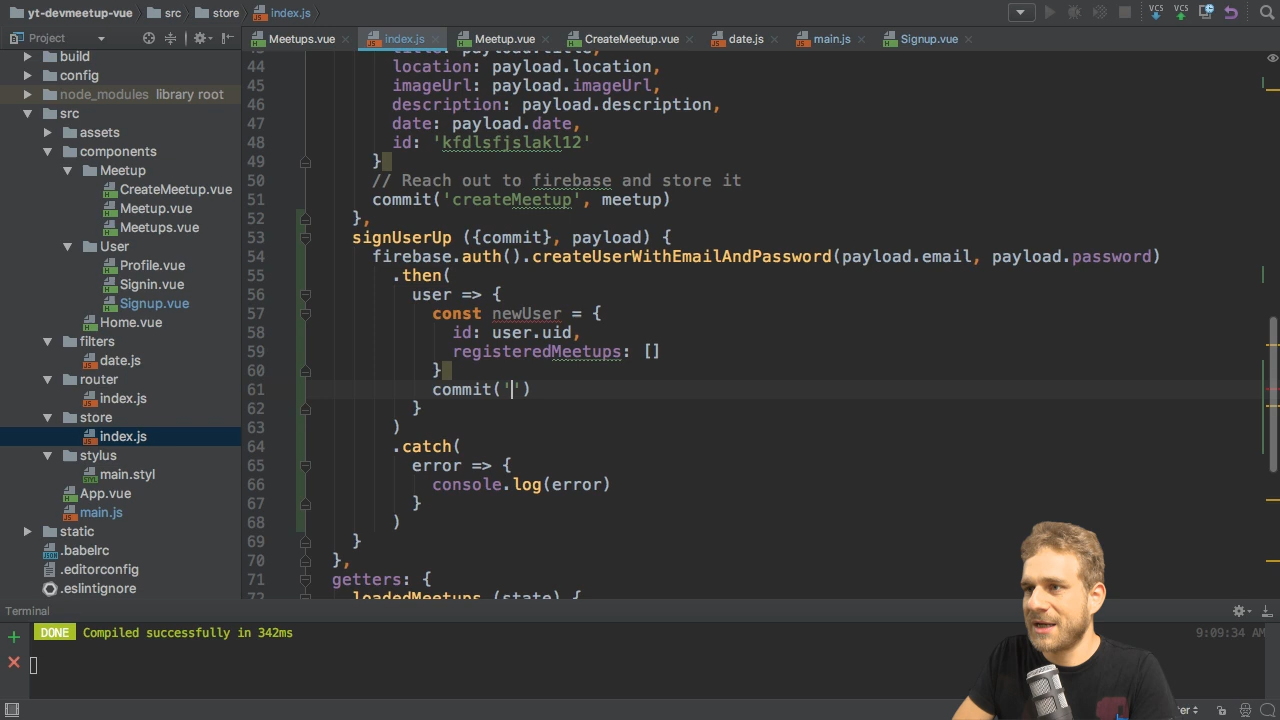 yt-devmeetup-vue src store index.js
VCS VCS
Project
Meetups.vue index.js Meetup.vue CreateMeetup.vue date.js main.js Signup.vue
build
config
node_modules library root
src
assets
components
Meetup
CreateMeetup.vue
Meetup.vue
Meetups.vue
User
Profile.vue
Signin.vue
Signup.vue
Home.vue
filters
date.js
router
index.js
store
index.js
stylus
main.styl
App.vue
main.js
static
.babelrc
.editorconfig
.eslintignore
43 title: payload.title,
44 location: payload.location,
45 imageUrl: payload.imageUrl,
46 description: payload.description,
47 date: payload.date,
48 id: 'kfdlsfjslakl12'
49 }
50 // Reach out to firebase and store it
51 commit('createMeetup', meetup)
52 },
53 signUserUp ({commit}, payload) {
54 firebase.auth().createUserWithEmailAndPassword(payload.email, payload.password)
55 .then(
56 user => {
57 const newUser = {
58 id: user.uid,
59 registeredMeetups: []
60 }
61 commit('')
62 }
63 )
64 .catch(
65 error => {
66 console.log(error)
67 }
68 )
69 }
70 },
71 getters: {
72 loadedMeetups (state) {
Terminal
DONE Compiled successfully in 342ms
9:09:34 AM